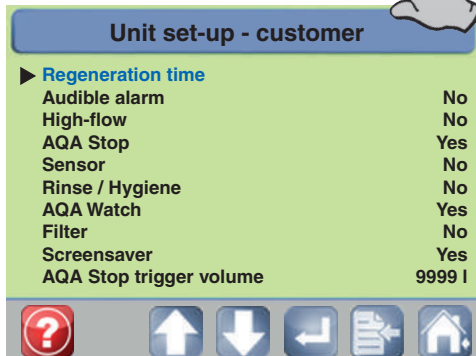 Unit set-up - customer
Regeneration time
Audible alarm No
High-flow No
AQA Stop Yes
Sensor No
Rinse / Hygiene No
AQA Watch Yes
Filter No
Screensaver Yes
AQA Stop trigger volume 9999 l
?